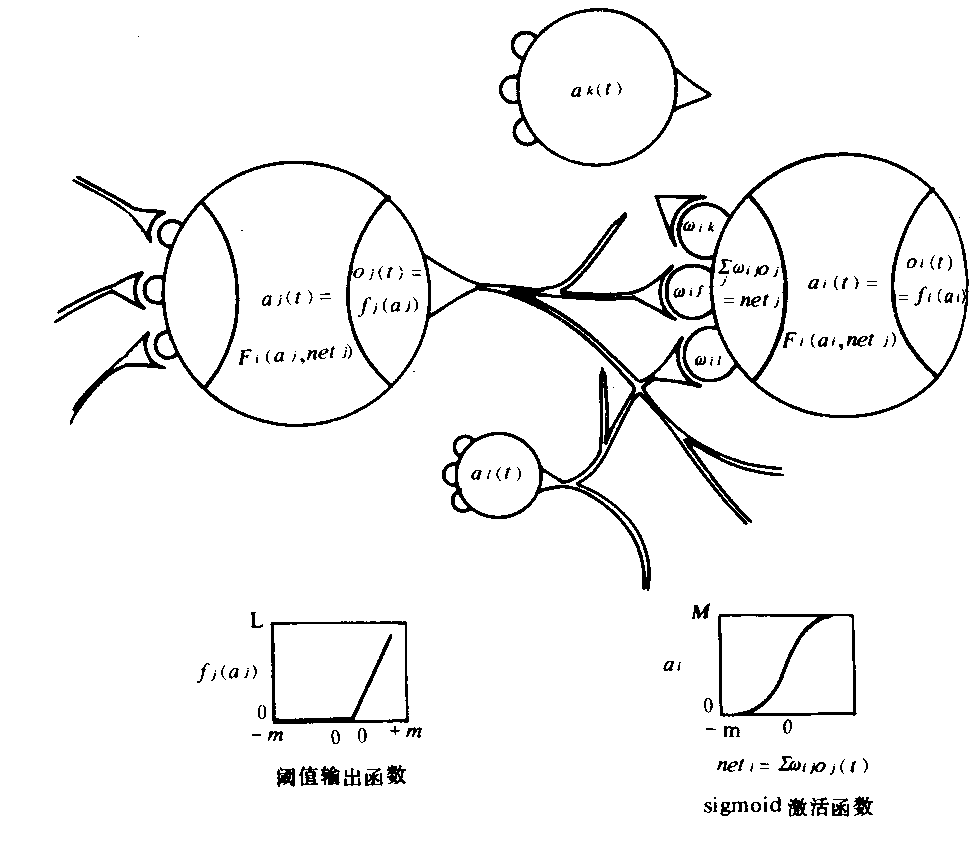 a k(t)
a j(t) =
F i(a j,net j)
o j(t) =
f j(a j)
ω i k
ω i f
ω i l
Σ ω i j o j
j
= net j
a i(t) =
F i(a i,net j)
o i(t)
= f i(a i)
a l(t)
L
f j(a j)
0
− m
0 0
+ m
阈值输出函数
M
a i
0
− m
0
net i = Σω i j o j(t)
sigmoid 激活函数